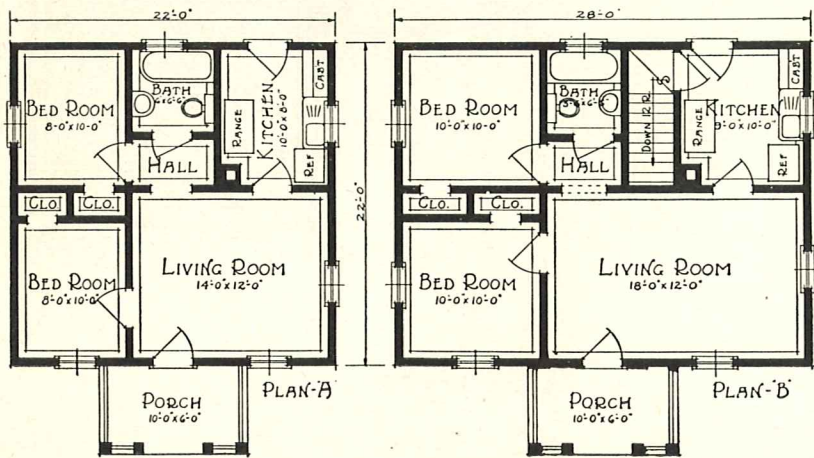 22'-0"
BED ROOM
8'-0"x10'-0"
BATH
KITCHEN
10'-0"x8'-0"
RANGE
CABT
REF
HALL
CLO
CLO.
BED ROOM
8'-0"x10'-0"
LIVING ROOM
14'-0"x12'-0"
PORCH
10'-0"x6'-0"
PLAN-"A"
22'-0"
28'-0"
BED ROOM
10'-0"x10'-0"
BATH
DOWN 12 R
S
KITCHEN
9'-0"x10'-0"
RANGE
CABT
REF
HALL
CLO.
CLO.
BED ROOM
10'-0"x10'-0"
LIVING ROOM
18'-0"x12'-0"
PORCH
10'-0"x6'-0"
PLAN-"B"